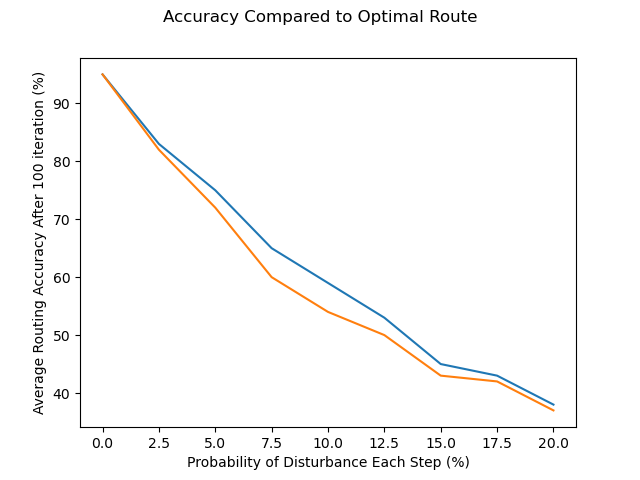 Accuracy Compared to Optimal Route
Average Routing Accuracy After 100 iteration (%)
90
80
70
60
50
40
0.0 2.5 5.0 7.5 10.0 12.5 15.0 17.5 20.0
Probability of Disturbance Each Step (%)